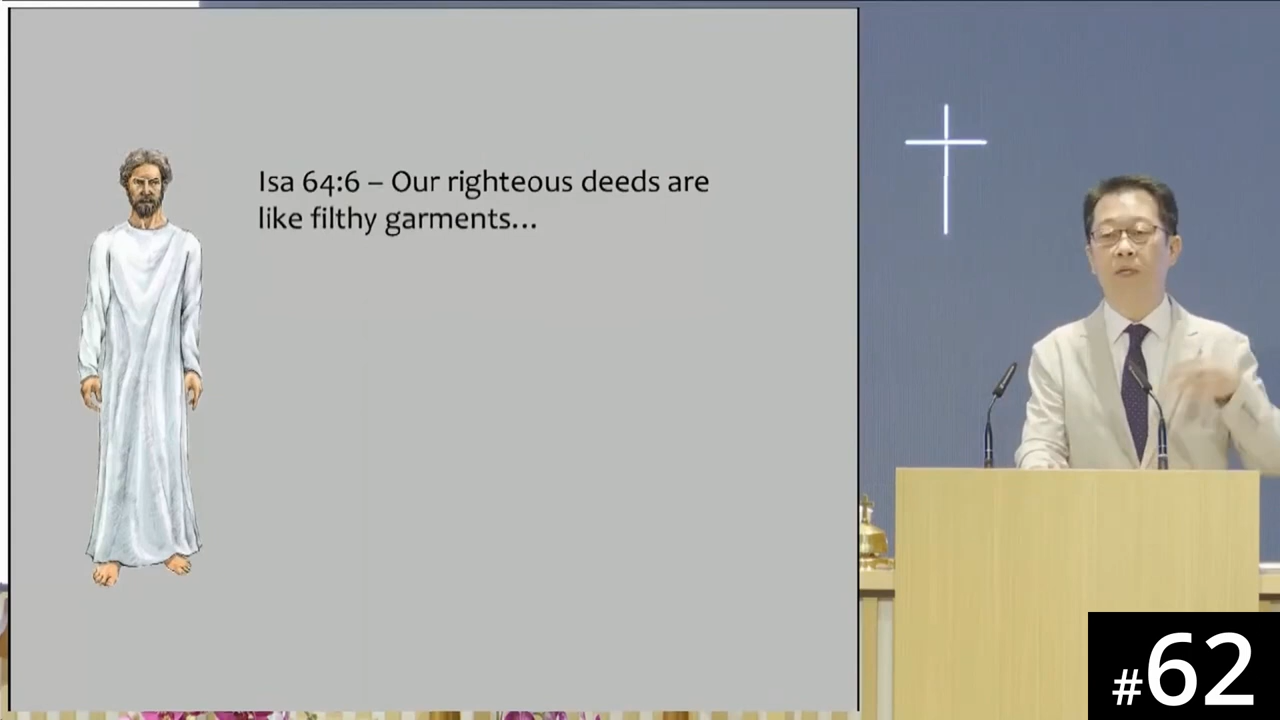 Isa 64:6 – Our righteous deeds are
like filthy garments...
#62